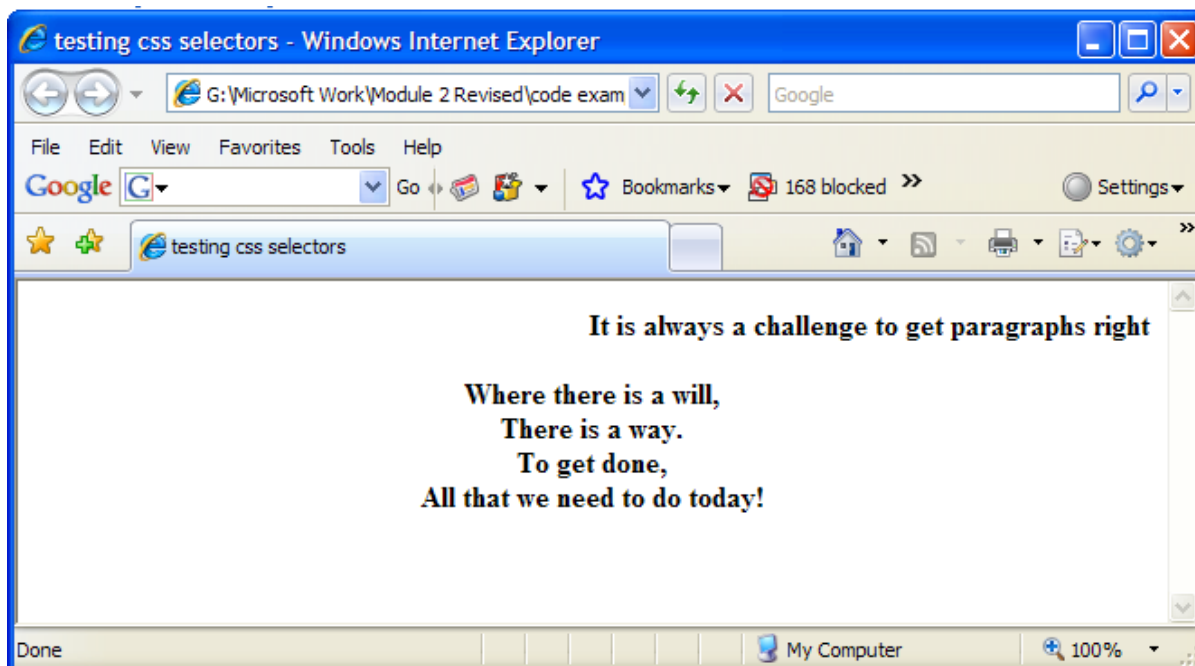 testing css selectors - Windows Internet Explorer
G:\Microsoft Work\Module 2 Revised\code exam
Google
File Edit View Favorites Tools Help
Google G Go Bookmarks 168 blocked » Settings
testing css selectors »
It is always a challenge to get paragraphs right
Where there is a will,
There is a way.
To get done,
All that we need to do today!
Done My Computer 100%